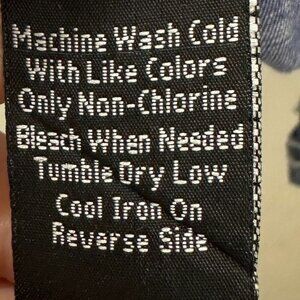 Machine Wash Cold
With Like Colors
Only Non-Chlorine
Bleach When Needed
Tumble Dry Low
Cool Iron On
Reverse Side